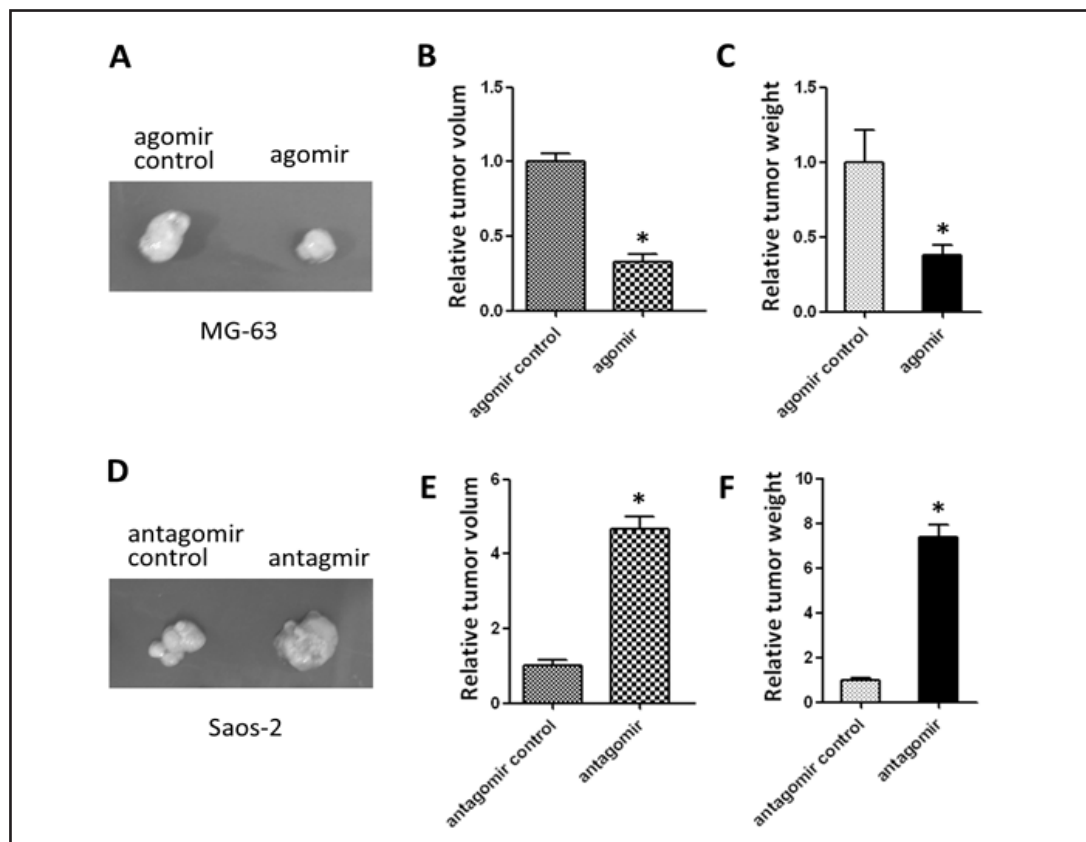 A
agomir
control
agomir
MG-63
B
Relative tumor volum
1.5
1.0
0.5
0.0
*
agomir control
agomir
C
Relative tumor weight
1.5
1.0
0.5
0.0
*
agomir control
agomir
D
antagomir
control
antagmir
Saos-2
E
Relative tumor volum
6
4
2
0
*
antagomir control
antagomir
F
Relative tumor weight
10
8
6
4
2
0
*
antagomir control
antagomir